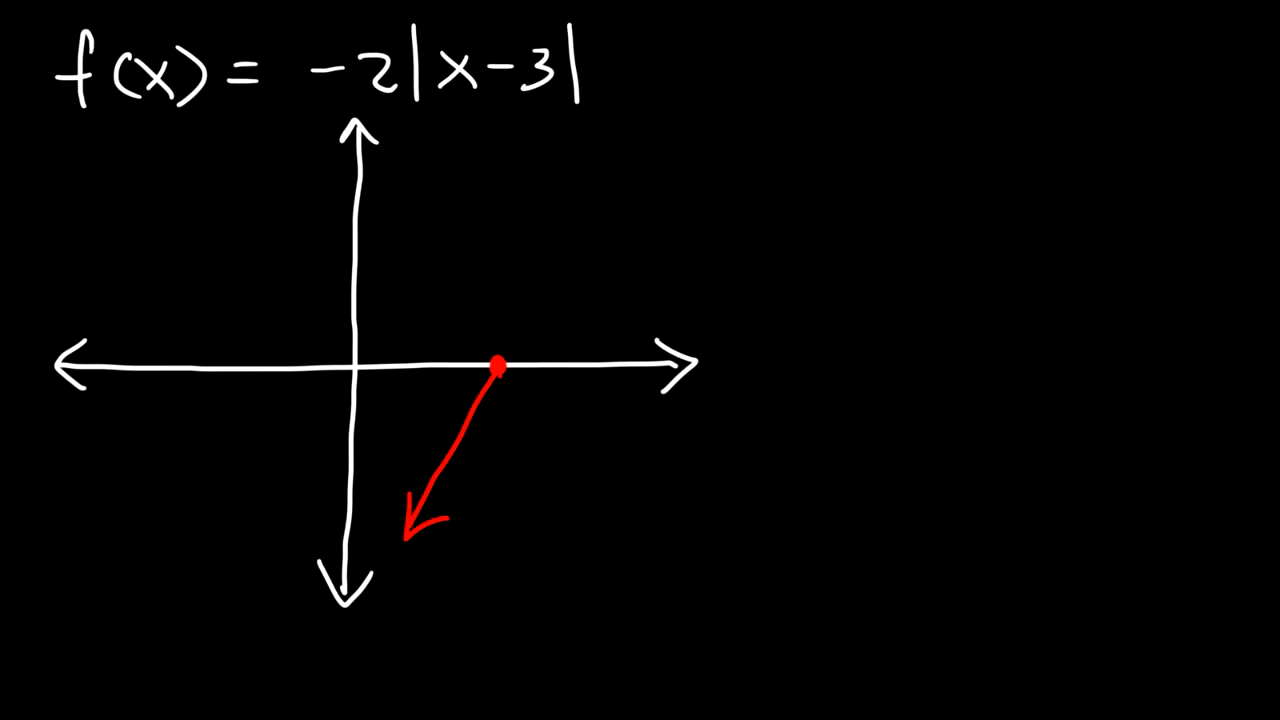 f(x) = -2|x-3|